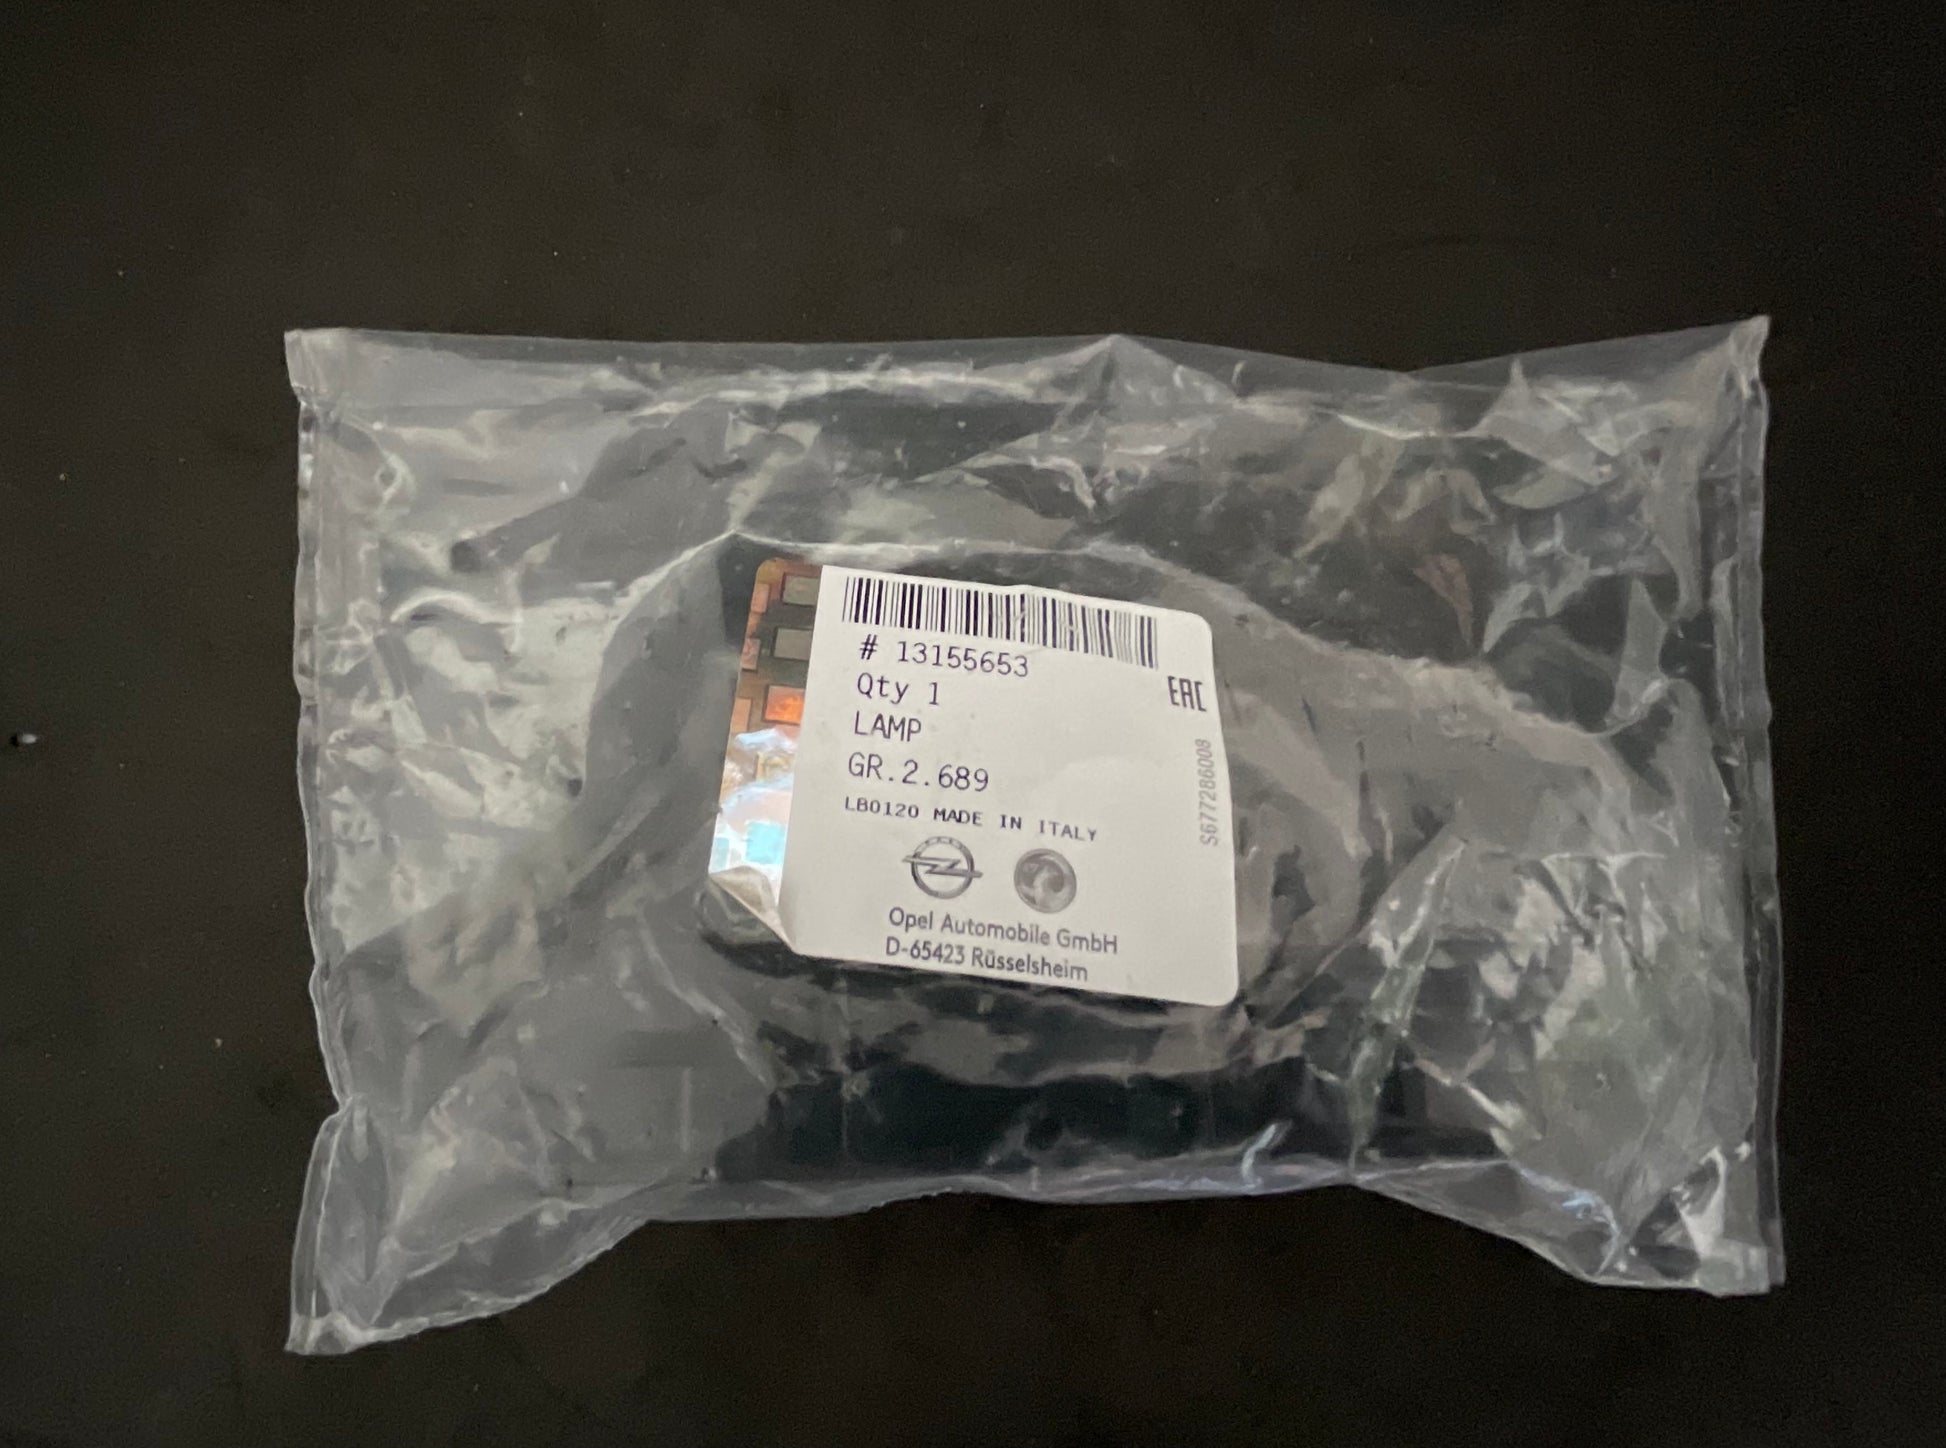 # 13155653
Qty 1
EAC
LAMP
GR.2.689
LB0120 MADE IN ITALY
S677286008
Opel Automobile GmbH
D-65423 Rüsselsheim